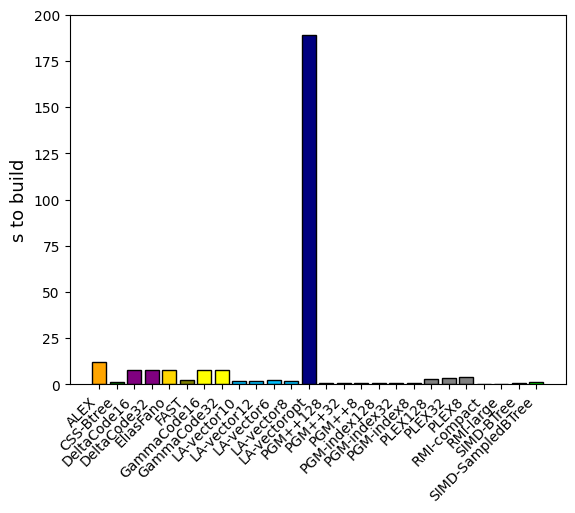 200
175
150
125
100
75
50
25
0
s to build
ALEX
CSS-Btree
DeltaCode16
DeltaCode32
EliasFano
FAST
GammaCode16
GammaCode32
LA-vector10
LA-vector12
LA-vector6
LA-vector8
LA-vectoropt
PGM++128
PGM++32
PGM++8
PGM-index128
PGM-index32
PGM-index8
PLEX128
PLEX32
PLEX8
RMI-compact
RMI-large
SIMD-BTree
SIMD-SampledBTree